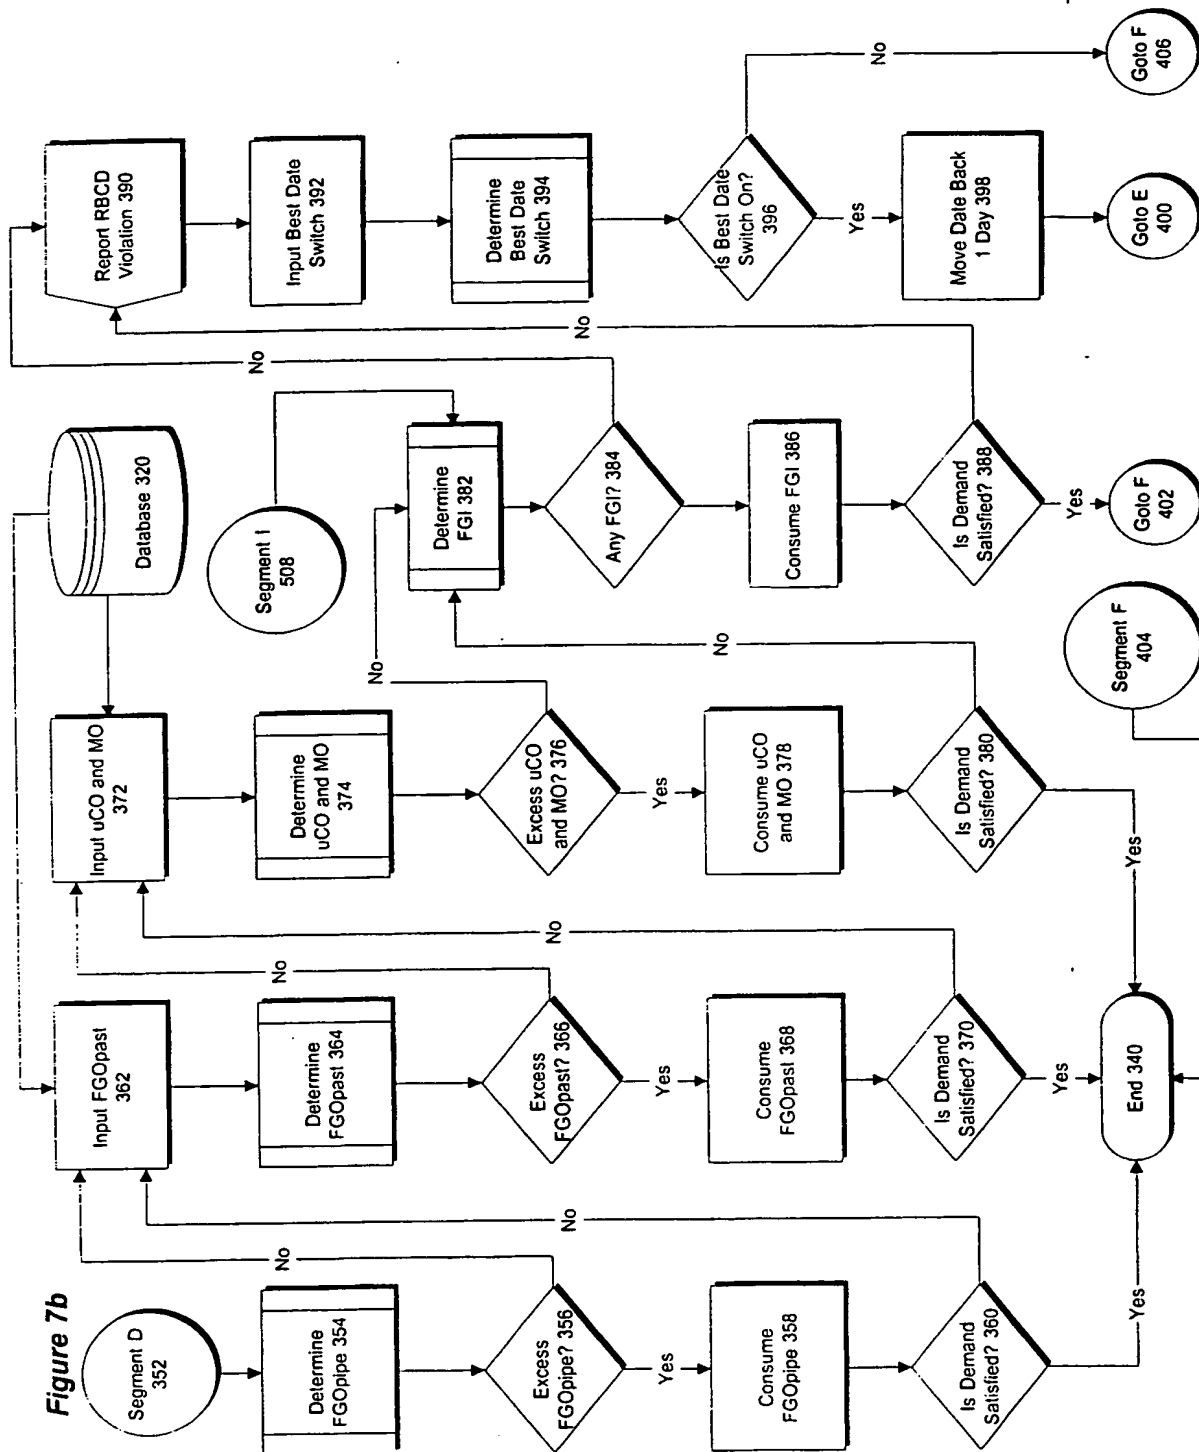 Figure 7b
Segment D
352
Determine
FGOpipe 354
Excess
FGOpipe? 356
No
Yes
Consume
FGOpipe 358
Is Demand
Satisfied? 360
No
Yes
Input FGOpast
362
Determine
FGOpast 364
Excess
FGOpast? 366
No
Yes
Consume
FGOpast 368
Is Demand
Satisfied? 370
No
Yes
End 340
Database 320
Input uCO and MO
372
Determine
uCO and MO
374
Excess uCO
and MO? 376
No
Yes
Consume uCO
and MO 378
Is Demand
Satisfied? 380
No
Yes
Segment I
508
Determine
FGI 382
Any FGI? 384
No
Consume FGI 386
Is Demand
Satisfied? 388
No
Yes
Goto F
402
Segment F
404
Report RBCD
Violation 390
Input Best Date
Switch 392
Determine
Best Date
Switch 394
Is Best Date
Switch On?
396
No
Yes
Move Date Back
1 Day 398
Goto E
400
Goto F
406